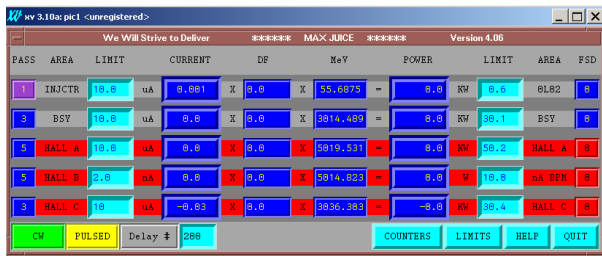 xv 3.10a: pic1 <unregistered>
We Will Strive to Deliver ****** MAX JUICE ****** Version 4.06
PASS AREA LIMIT CURRENT DF MeV POWER LIMIT AREA FSD
1 INJCTR 10.0 uA 0.001 X 0.0 X 55.6875 = 0.0 KW 0.6 0L02 0
3 BSY 10.0 uA 0.0 X 0.0 X 3014.489 = 0.0 KW 30.1 BSY 0
5 HALL A 10.0 uA 0.0 X 0.0 X 5019.531 = 0.0 KW 50.2 HALL A 0
5 HALL B 2.0 nA 0.0 X 0.0 X 5014.823 = 0.0 W 10.0 nA BPM 0
3 HALL C 10 uA -0.03 X 0.0 X 3036.383 = -0.0 KW 30.4 HALL C 0
CW PULSED Delay ‡ 200 COUNTERS LIMITS HELP QUIT